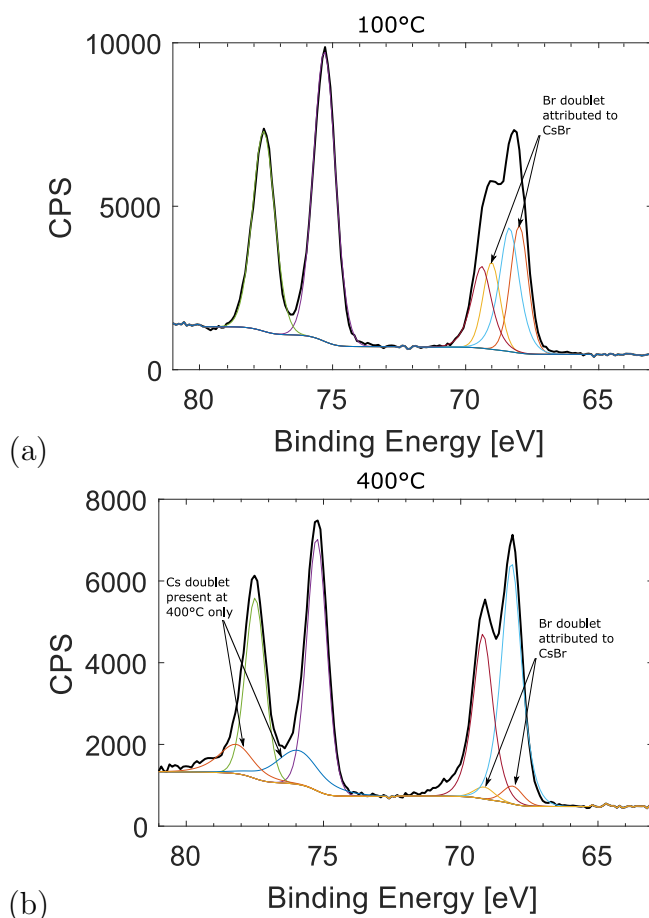 100°C
10000
Br doublet
attributed to
CsBr
CPS
5000
0
80 75 70 65
Binding Energy [eV]
(a)
400°C
8000
Cs doublet
present at
400°C only
6000
Br doublet
attributed to
CsBr
CPS
4000
2000
0
80 75 70 65
Binding Energy [eV]
(b)